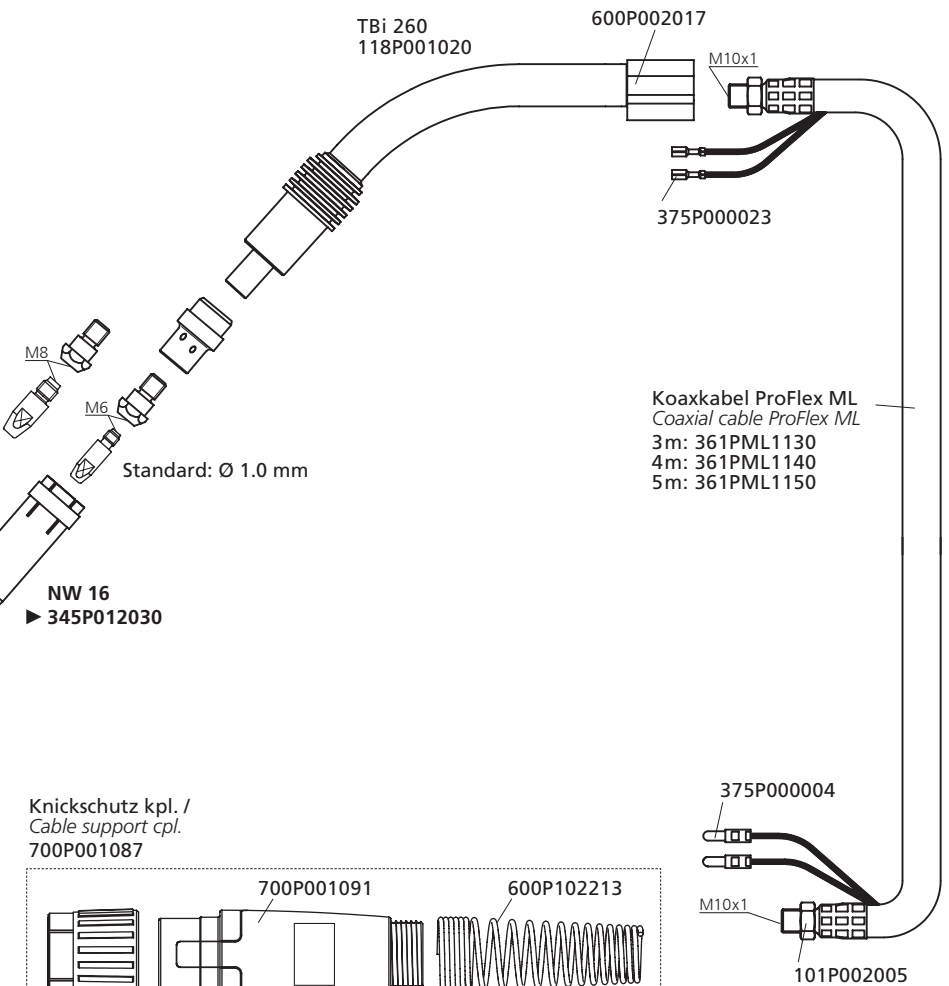 TBi 260
118P001020
600P002017
M10x1
375P000023
M8
M6
Standard: Ø 1.0 mm
Koaxkabel ProFlex ML
Coaxial cable ProFlex ML
3m: 361PML1130
4m: 361PML1140
5m: 361PML1150
NW 16
► 345P012030
Knickschutz kpl. /
Cable support cpl.
700P001087
700P001091
600P102213
375P000004
M10x1
101P002005